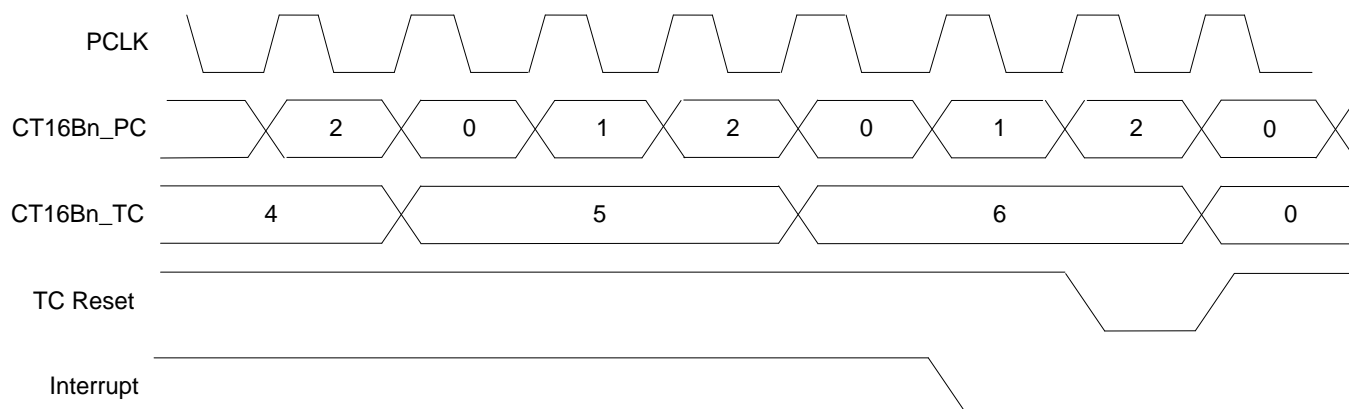 PCLK
CT16Bn_PC 2 0 1 2 0 1 2 0
CT16Bn_TC 4 5 6 0
TC Reset
Interrupt